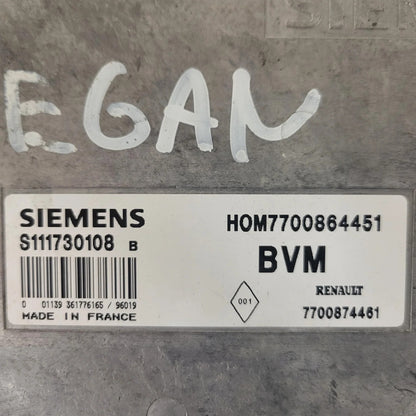 EGAN
SIEMENS
S111730108 B
HOM7700864451
BVM
0 01139 361776165 / 96019
001
RENAULT
MADE IN FRANCE
7700874461